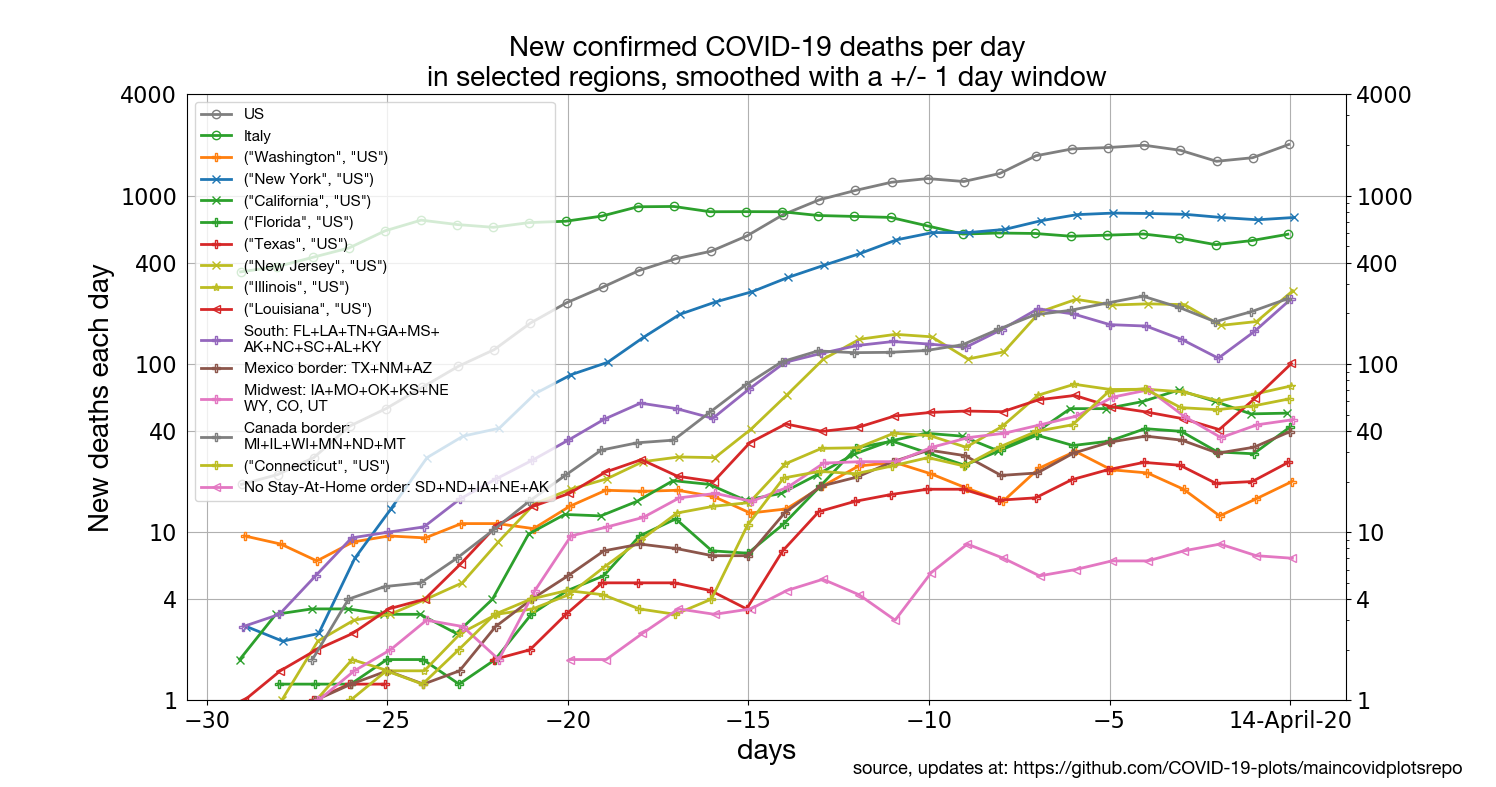 New confirmed COVID-19 deaths per day
in selected regions, smoothed with a +/- 1 day window
4000
1000
400
100
40
10
4
1
4000
1000
400
100
40
10
4
1
New deaths each day
US
Italy
("Washington", "US")
("New York", "US")
("California", "US")
("Florida", "US")
("Texas", "US")
("New Jersey", "US")
("Illinois", "US")
("Louisiana", "US")
South: FL+LA+TN+GA+MS+
AK+NC+SC+AL+KY
Mexico border: TX+NM+AZ
Midwest: IA+MO+OK+KS+NE
WY, CO, UT
Canada border:
MI+IL+WI+MN+ND+MT
("Connecticut", "US")
No Stay-At-Home order: SD+ND+IA+NE+AK
−30 −25 −20 −15 −10 −5 14-April-20
days
source, updates at: https://github.com/COVID-19-plots/maincovidplotsrepo